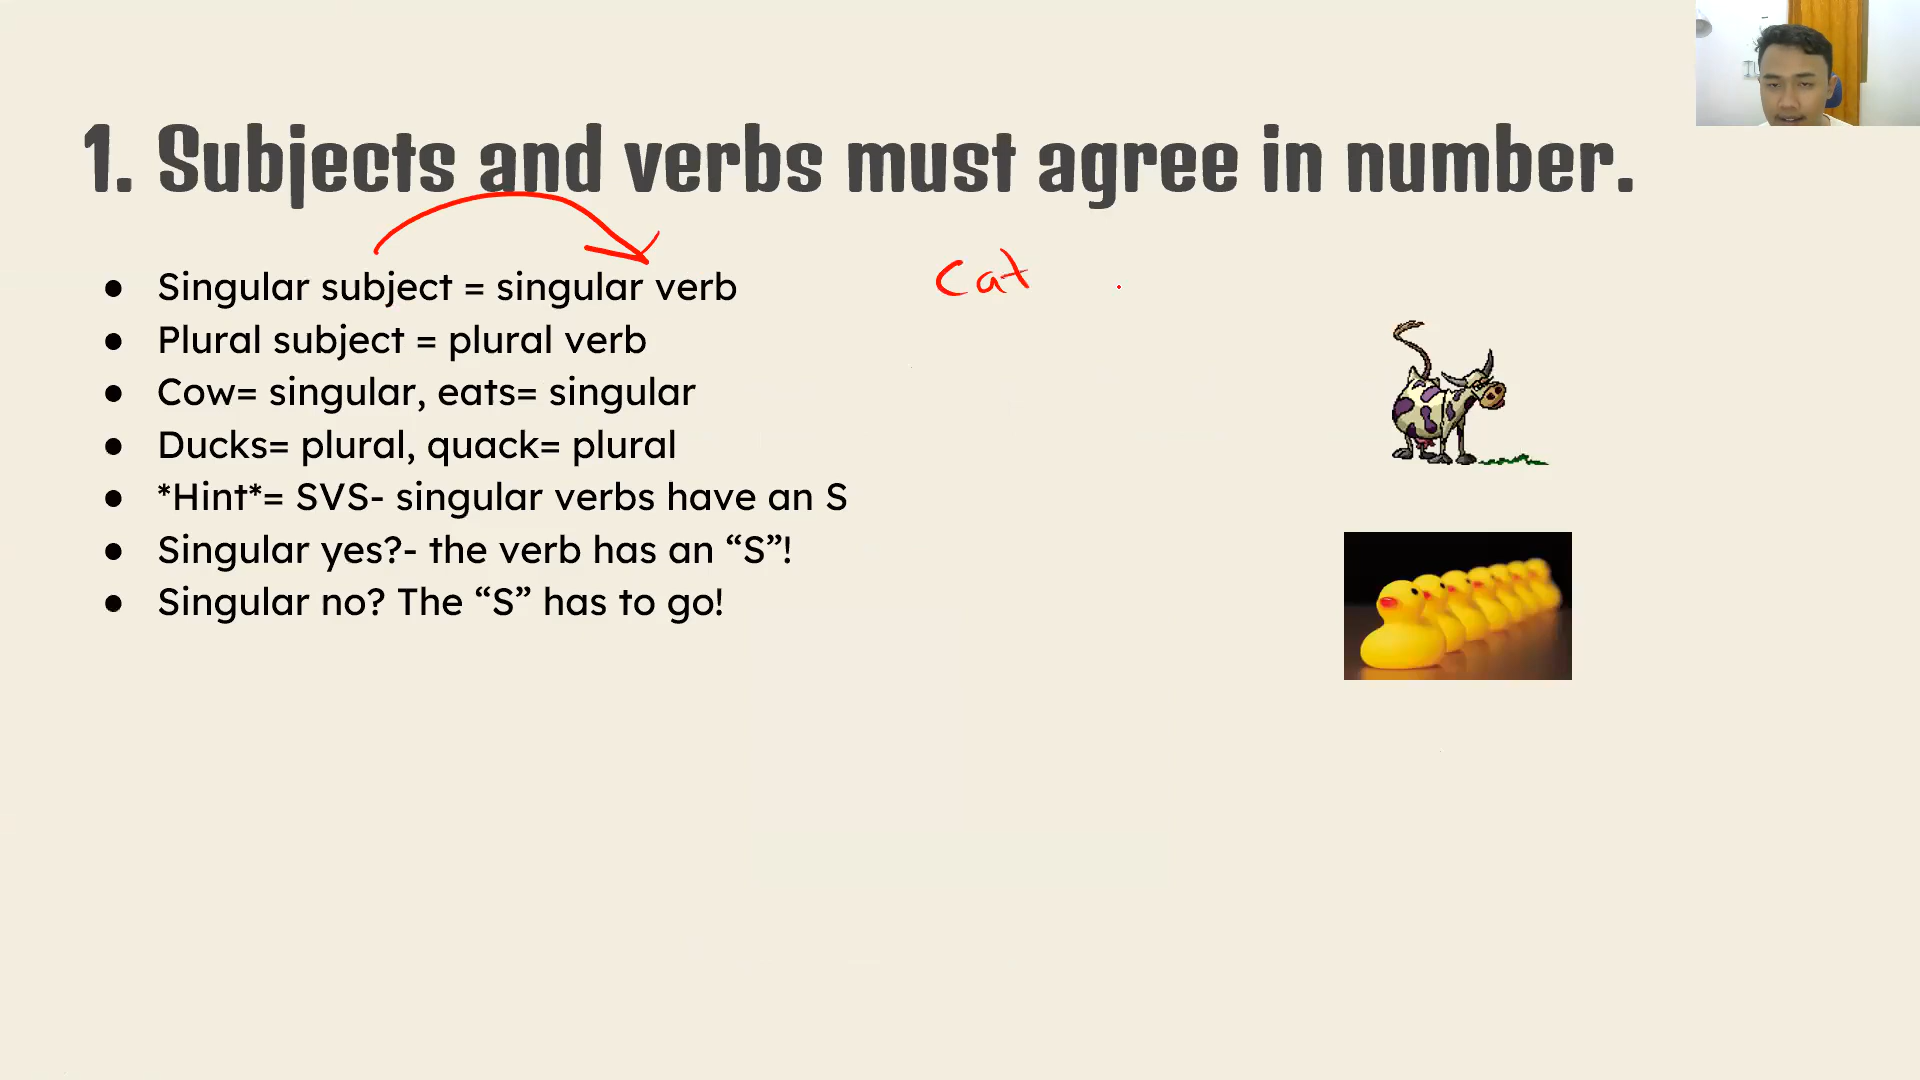 1. Subjects and verbs must agree in number.
● Singular subject = singular verb
cat
● Plural subject = plural verb
● Cow= singular, eats= singular
● Ducks= plural, quack= plural
● *Hint*= SVS- singular verbs have an S
● Singular yes?- the verb has an “S”!
● Singular no? The “S” has to go!